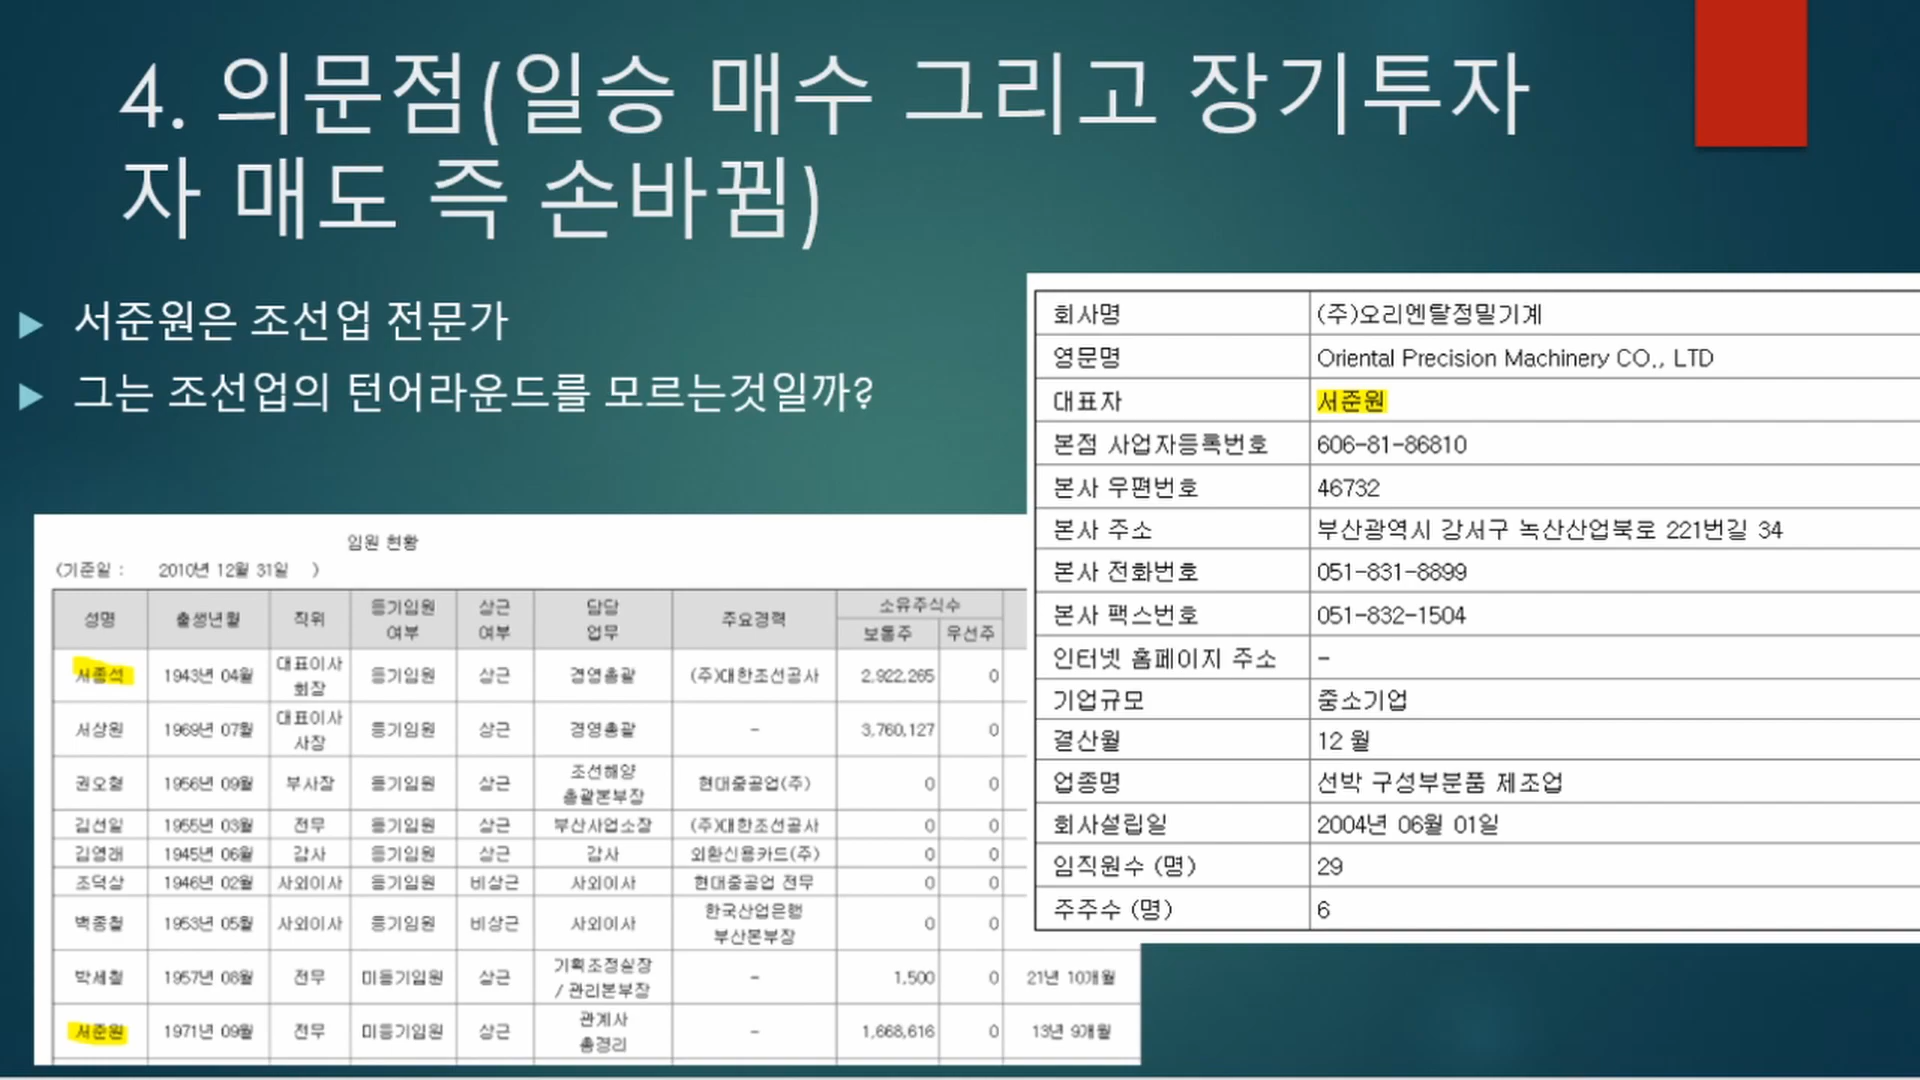 4. 의문점(일승 매수 그리고 장기투자
자 매도 즉 손바뀜)
서준원은 조선업 전문가
그는 조선업의 턴어라운드를 모르는것일까?
회사명 (주)오리엔탈정밀기계
영문명 Oriental Precision Machinery CO., LTD
대표자 서준원
본점 사업자등록번호 606-81-86810
본사 우편번호 46732
본사 주소 부산광역시 강서구 녹산산업북로 221번길 34
본사 전화번호 051-831-8899
본사 팩스번호 051-832-1504
인터넷 홈페이지 주소 -
기업규모 중소기업
결산월 12 월
업종명 선박 구성부분품 제조업
회사설립일 2004년 06월 01일
임직원수 (명) 29
주주수 (명) 6
임원 현황
(기준일 : 2010년 12월 31일 )
성명 출생년월 직위 등기임원 여부 상근 여부 담당 업무 주요경력 소유주식수 보통주 우선주
서종석 1943년 04월 대표이사 회장 등기임원 상근 경영총괄 (주)대한조선공사 2,922,265 0
서상원 1969년 07월 대표이사 사장 등기임원 상근 경영총괄 - 3,760,127 0
권오형 1956년 09월 부사장 등기임원 상근 조선해양 총괄본부장 현대중공업(주) 0 0
김선일 1955년 03월 전무 등기임원 상근 부산사업소장 (주)대한조선공사 0 0
김영래 1945년 06월 감사 등기임원 상근 감사 외환신용카드(주) 0 0
조덕상 1946년 02월 사외이사 등기임원 비상근 사외이사 현대중공업 전무 0 0
백종철 1953년 05월 사외이사 등기임원 비상근 사외이사 한국산업은행 부산본부장 0 0
박세철 1957년 08월 전무 미등기임원 상근 기획조정실장 / 관리본부장 - 1,500 0 21년 10개월
서준원 1971년 09월 전무 미등기임원 상근 관계사 총경리 - 1,668,616 0 13년 9개월